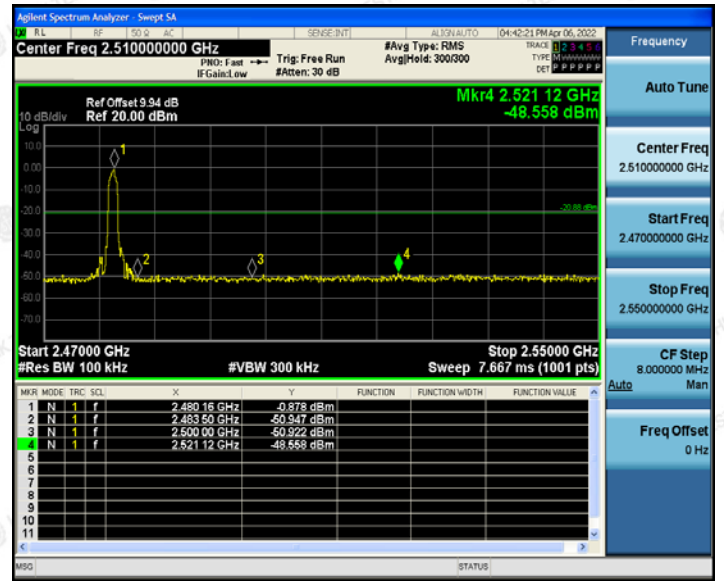 Agilent Spectrum Analyzer - Swept SA
RL RF 50 Ω AC SENSE:INT ALIGN AUTO 04:42:21 PM Apr 06, 2022
Center Freq 2.510000000 GHz #Avg Type: RMS TRACE 1 2 3 4 5 6
PNO: Fast Trig: Free Run Avg|Hold: 300/300 TYPE M
IFGain:Low #Atten: 30 dB DET P P P P P P
Ref Offset 9.94 dB Mkr4 2.521 12 GHz
10 dB/div Ref 20.00 dBm -48.558 dBm
Log
10.0
0.00
-10.0
-20.0
-20.88 dBm
-30.0
-40.0
-50.0
-60.0
-70.0
1
2
3
4
Start 2.47000 GHz Stop 2.55000 GHz
#Res BW 100 kHz #VBW 300 kHz Sweep 7.667 ms (1001 pts)
MKR MODE TRC SCL X Y FUNCTION FUNCTION WIDTH FUNCTION VALUE
1 N 1 f 2.480 16 GHz -0.878 dBm
2 N 1 f 2.483 50 GHz -50.947 dBm
3 N 1 f 2.500 00 GHz -50.922 dBm
4 N 1 f 2.521 12 GHz -48.558 dBm
5
6
7
8
9
10
11
MSG STATUS
Frequency
Auto Tune
Center Freq
2.510000000 GHz
Start Freq
2.470000000 GHz
Stop Freq
2.550000000 GHz
CF Step
8.000000 MHz
Auto Man
Freq Offset
0 Hz